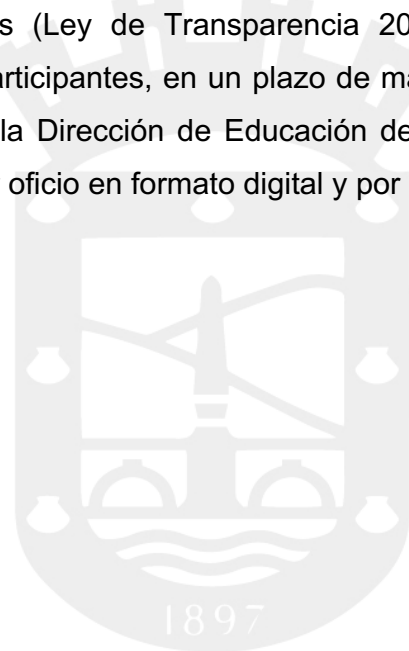 s (Ley de Transparencia 20
articipantes, en un plazo de ma
la Dirección de Educación de
oficio en formato digital y por
1897